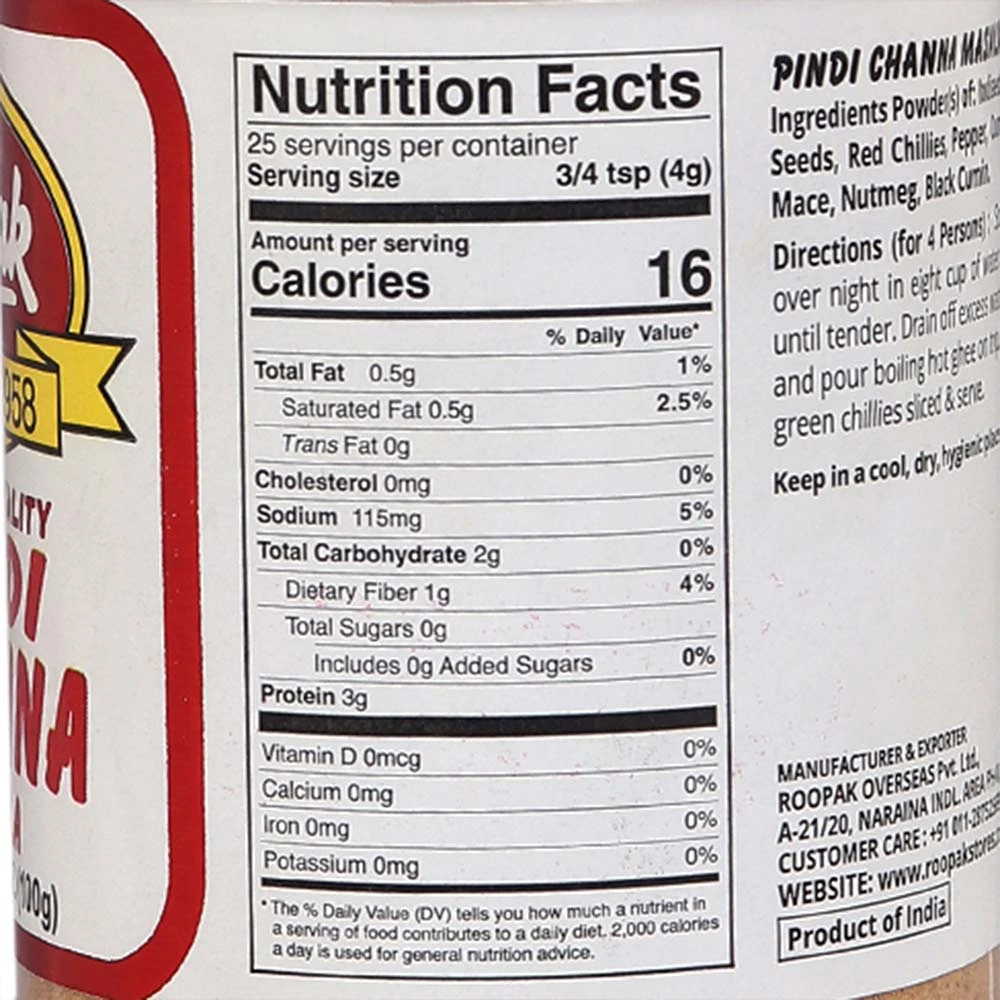 958
Nutrition Facts
25 servings per container
Serving size 3/4 tsp (4g)
Amount per serving
Calories 16
% Daily Value*
Total Fat 0.5g 1%
Saturated Fat 0.5g 2.5%
Trans Fat 0g
Cholesterol 0mg 0%
Sodium 115mg 5%
Total Carbohydrate 2g 0%
Dietary Fiber 1g 4%
Total Sugars 0g
Includes 0g Added Sugars 0%
Protein 3g
Vitamin D 0mcg 0%
Calcium 0mg 0%
Iron 0mg 0%
Potassium 0mg 0%
*The % Daily Value (DV) tells you how much a nutrient in
a serving of food contributes to a daily diet. 2,000 calories
a day is used for general nutrition advice.
PINDI CHANNA
Ingredients Powder(s) of:
Seeds, Red Chillies, Pepper,
Mace, Nutmeg, Black Cumin.
Directions (for 4 Persons) :
over night in eight cup of water
until tender. Drain off excess
and pour boiling hot ghee on
green chillies sliced & serve.
Keep in a cool, dry, hygienic
MANUFACTURER & EXPORTER
ROOPAK OVERSEAS Pvt. Ltd.
A-21/20, NARAINA INDL. AREA
CUSTOMER CARE : +91 011-
WEBSITE: www.roopakstores
Product of India
LITY
DI
NA
A
(100g)